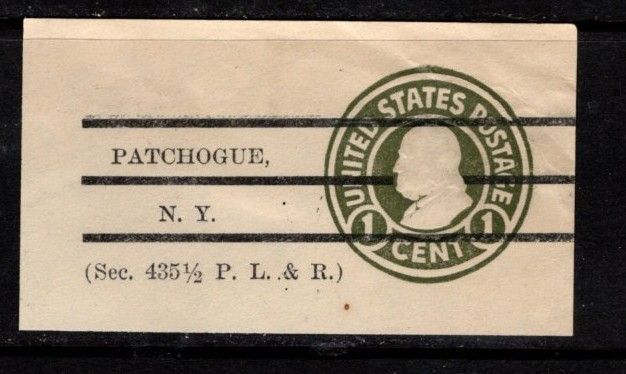 PATCHOGUE,
N. Y.
(Sec. 435½ P. L. & R.)
UNITED STATES POSTAGE
1 CENT 1